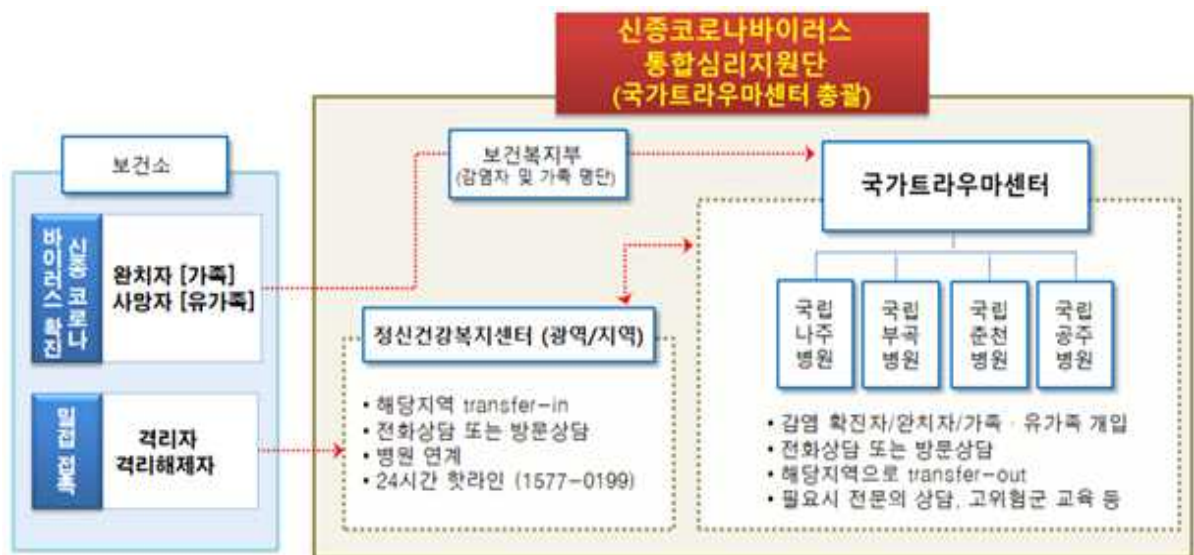 신종코로나바이러스
통합심리지원단
(국가트라우마센터 총괄)
보건소
신종 코로나
바이러스 확진
완치자 [가족]
사망자 [유가족]
밀접 접촉
격리자
격리해제자
보건복지부
(감염자 및 가족 명단)
정신건강복지센터 (광역/지역)
• 해당지역 transfer-in
• 전화상담 또는 방문상담
• 병원 연계
• 24시간 핫라인 (1577-0199)
국가트라우마센터
국립
나주
병원
국립
부곡
병원
국립
춘천
병원
국립
공주
병원
• 감염 확진자/완치자/가족 · 유가족 개입
• 전화상담 또는 방문상담
• 해당지역으로 transfer-out
• 필요시 전문의 상담, 고위험군 교육 등